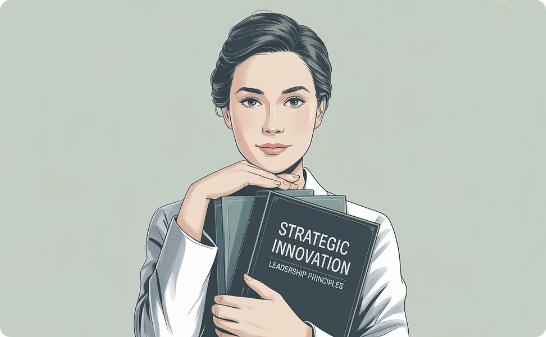 STRATEGIC
INNOVATION
LEADERSHIP PRINCIPLES